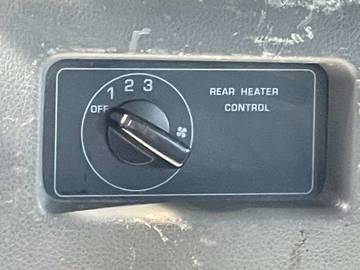 1 2 3
OFF
REAR HEATER
CONTROL